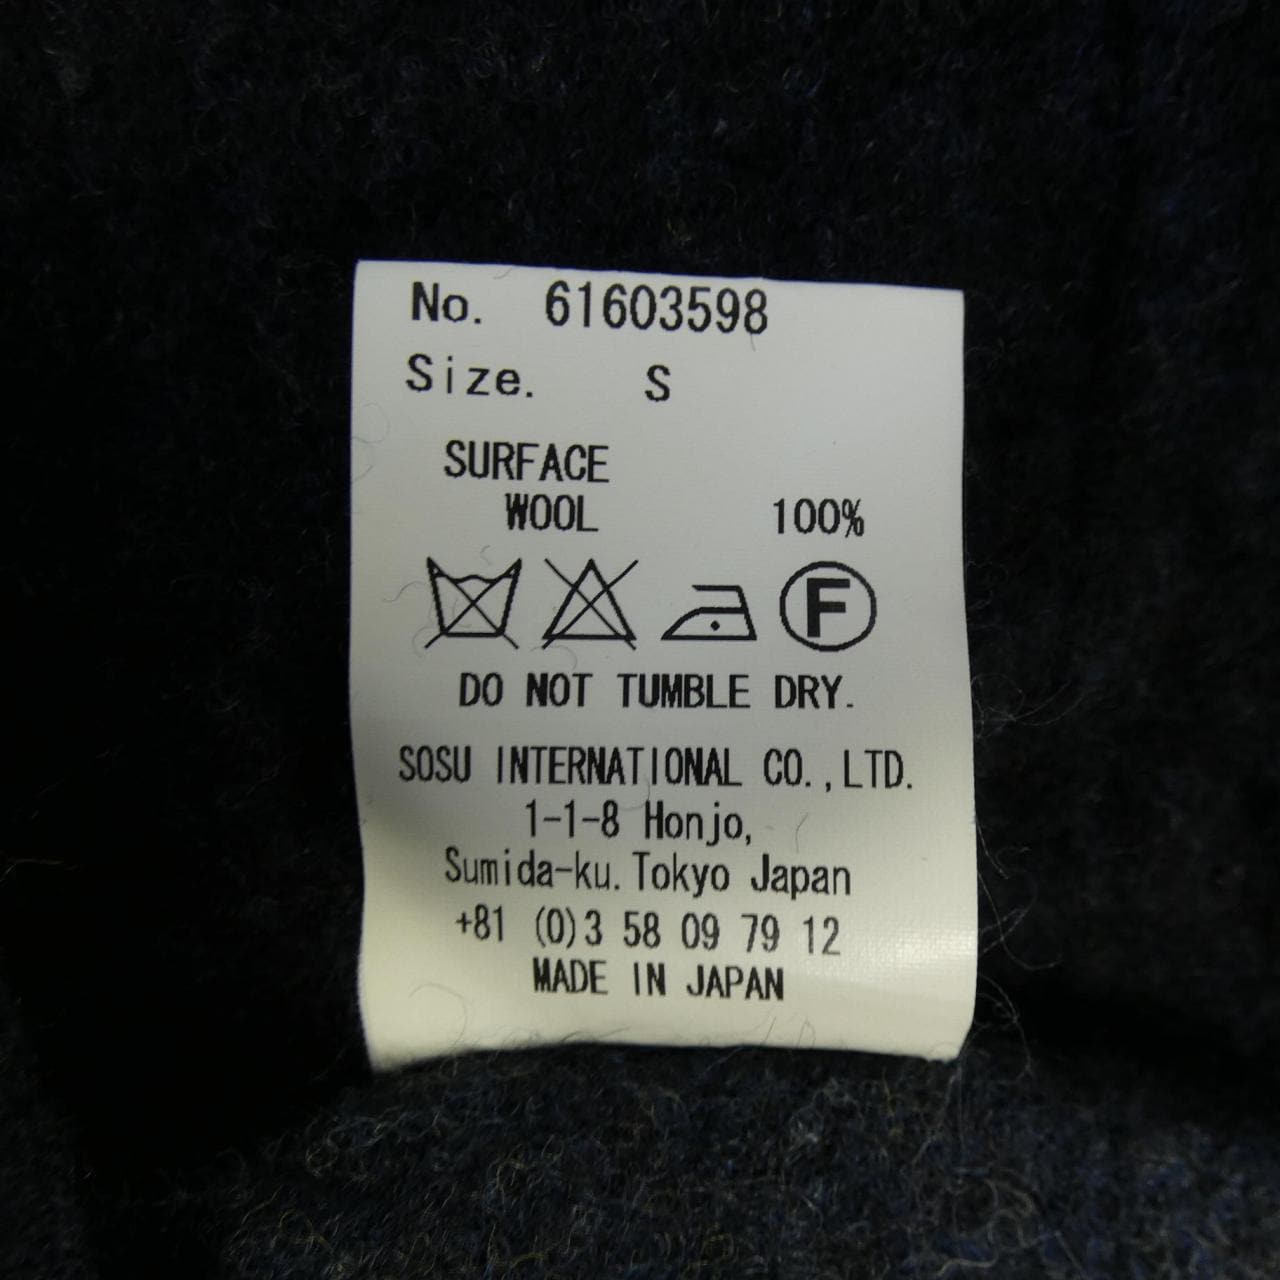 No. 61603598
Size. S
SURFACE
WOOL 100%
F
DO NOT TUMBLE DRY.
SOSU INTERNATIONAL CO.,LTD.
1-1-8 Honjo,
Sumida-ku.Tokyo Japan
+81 (0)3 58 09 79 12
MADE IN JAPAN